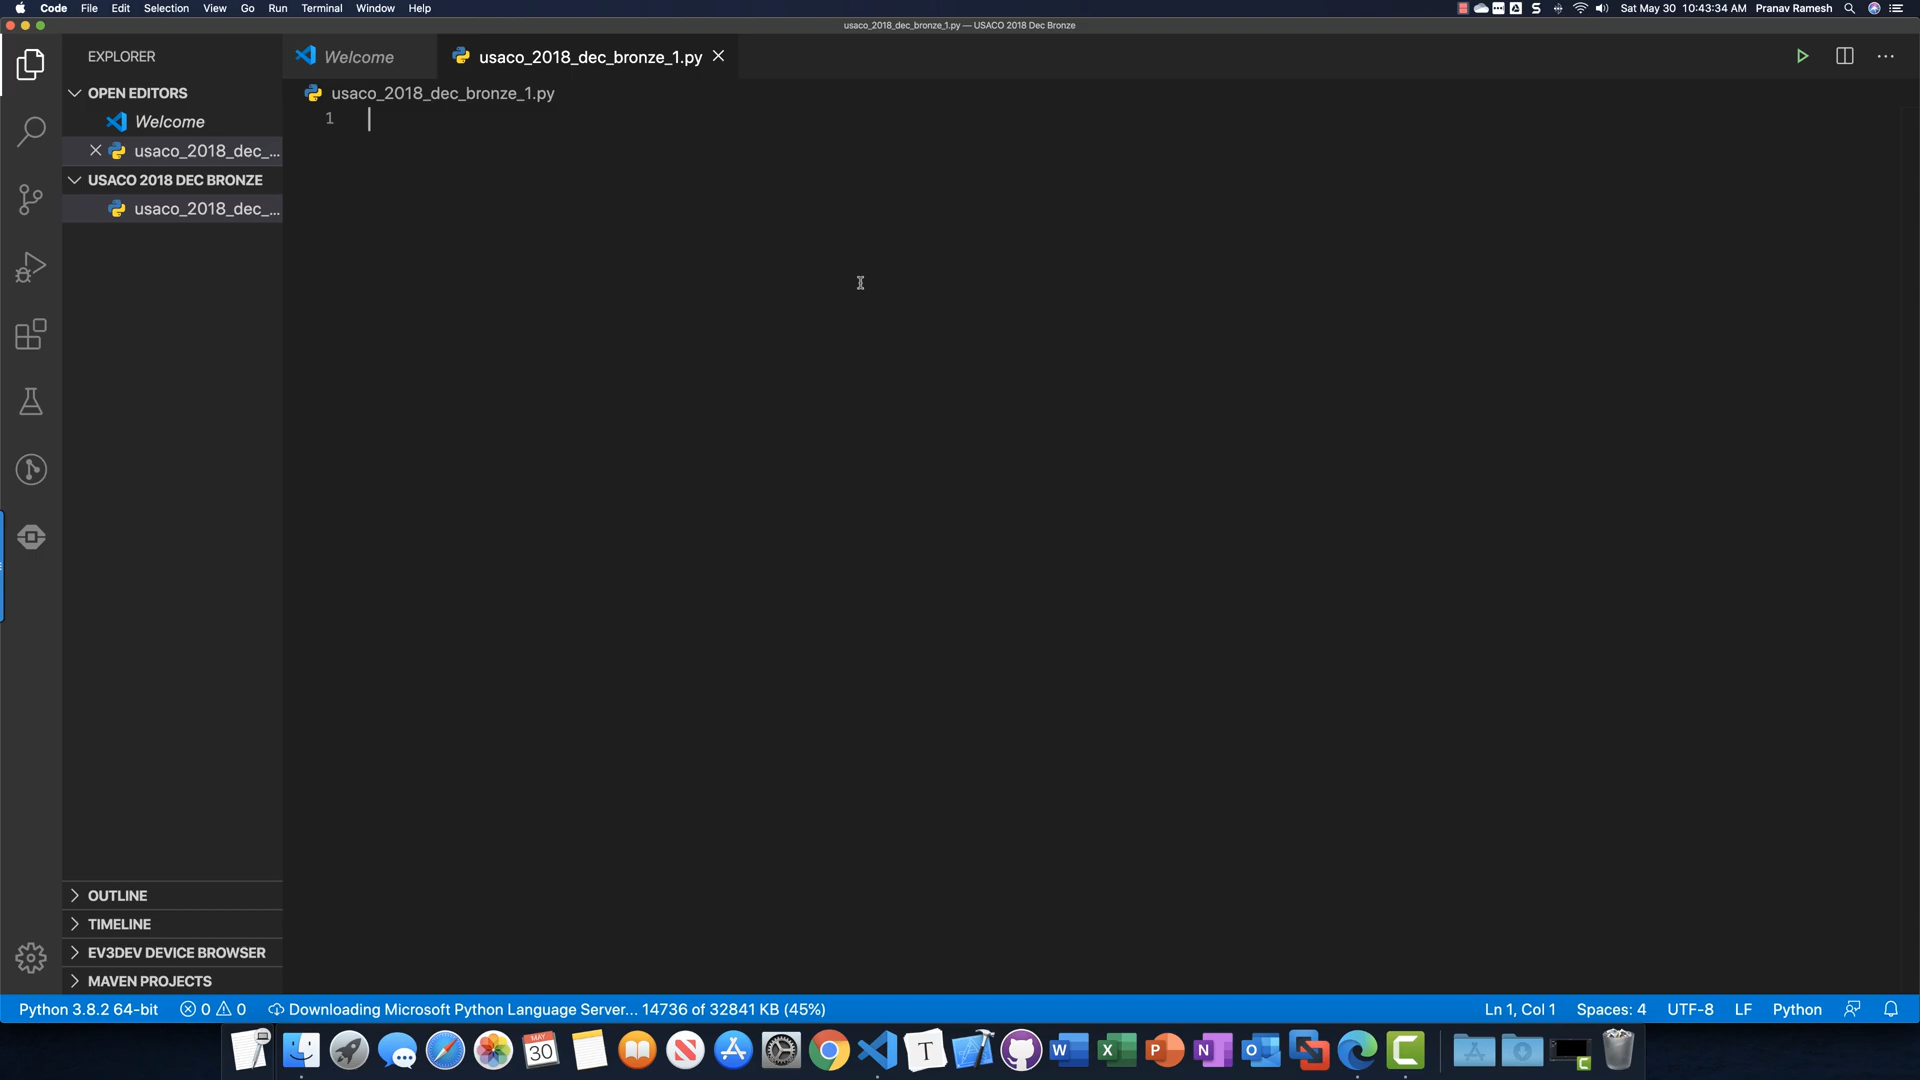 Code File Edit Selection View Go Run Terminal Window Help
S Sat May 30 10:43:34 AM Pranav Ramesh
usaco_2018_dec_bronze_1.py — USACO 2018 Dec Bronze
EXPLORER
Welcome
usaco_2018_dec_bronze_1.py
OPEN EDITORS
usaco_2018_dec_bronze_1.py
1
Welcome
usaco_2018_dec_...
USACO 2018 DEC BRONZE
usaco_2018_dec_...
OUTLINE
TIMELINE
EV3DEV DEVICE BROWSER
MAVEN PROJECTS
Python 3.8.2 64-bit 0 0 Downloading Microsoft Python Language Server... 14736 of 32841 KB (45%)
Ln 1, Col 1 Spaces: 4 UTF-8 LF Python
MAY 30 T W X P N O C C